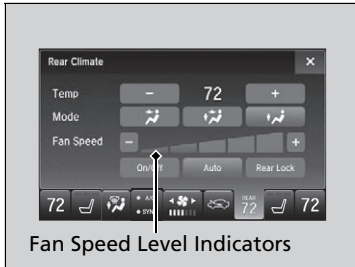 Rear Climate ×
Temp − 72 +
Mode
Fan Speed − +
On/Off Auto Rear Lock
72 A/C SYNC REAR 72 72
Fan Speed Level Indicators